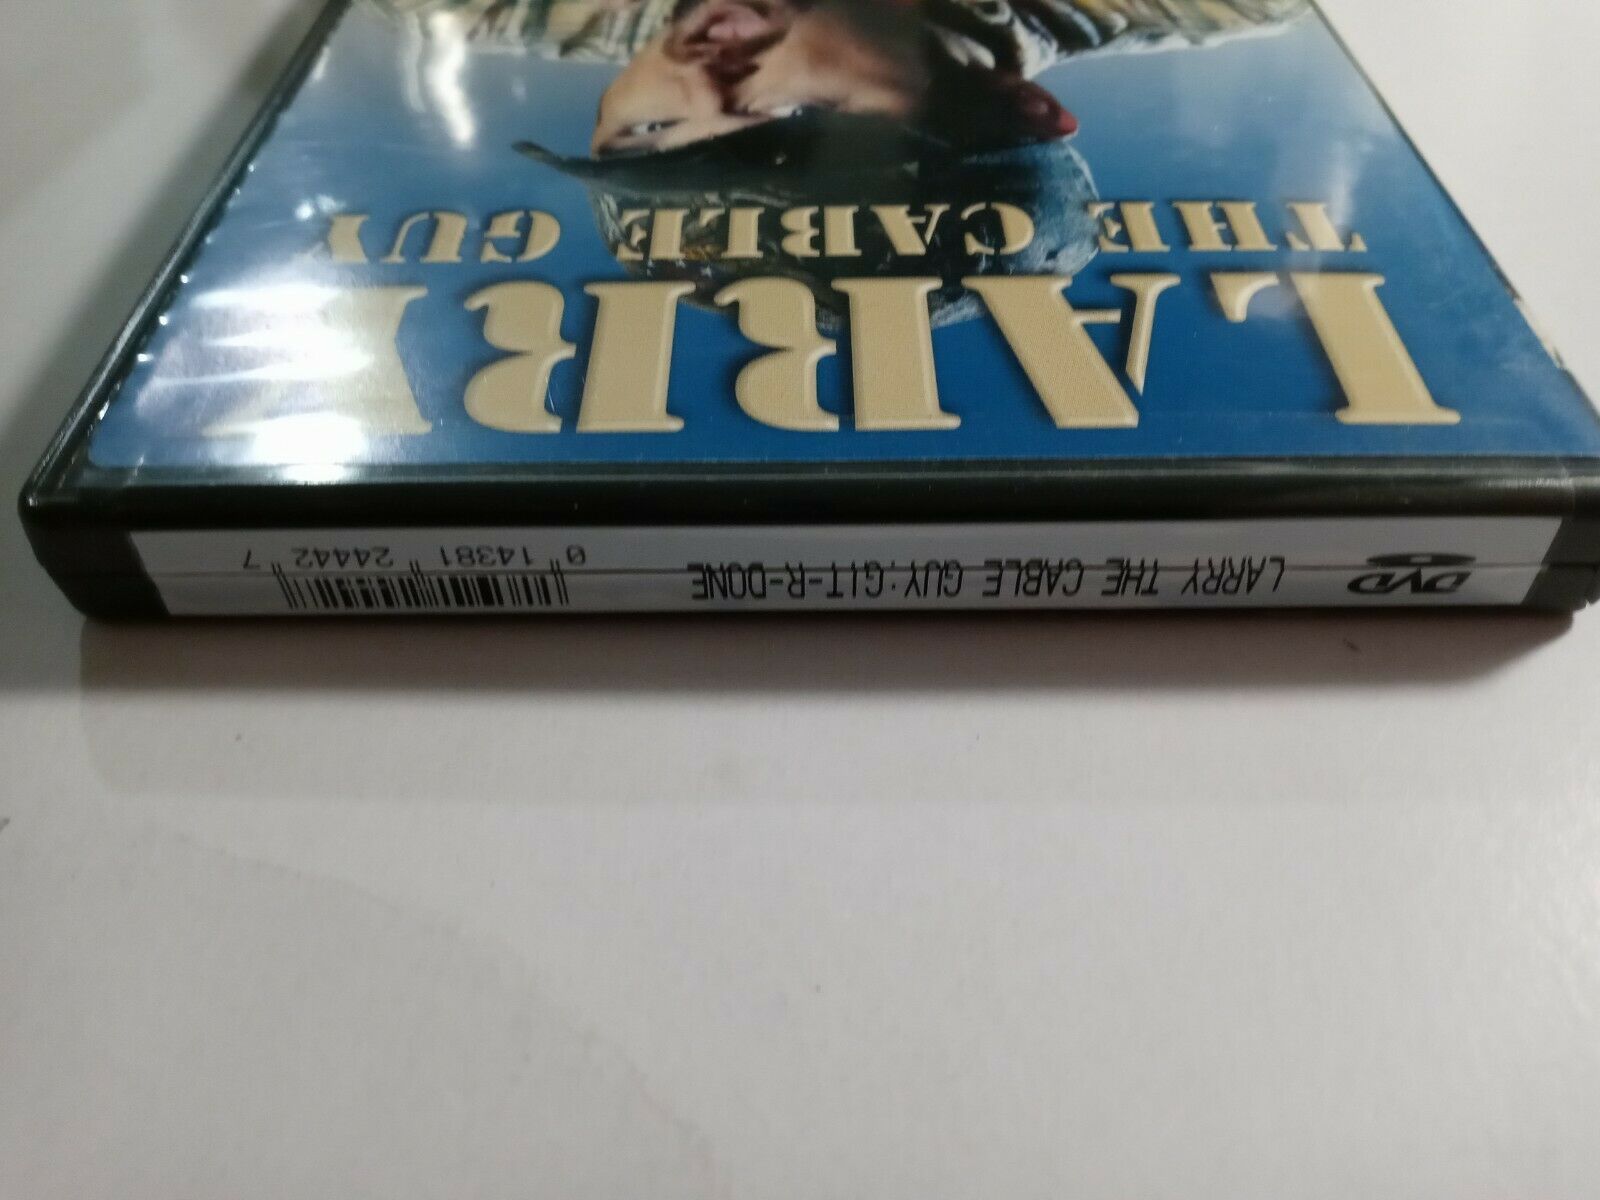 LARRY
THE CABLE GUY
DVD
LARRY THE CABLE GUY:GIT-R-DONE
0 14381 24442 7